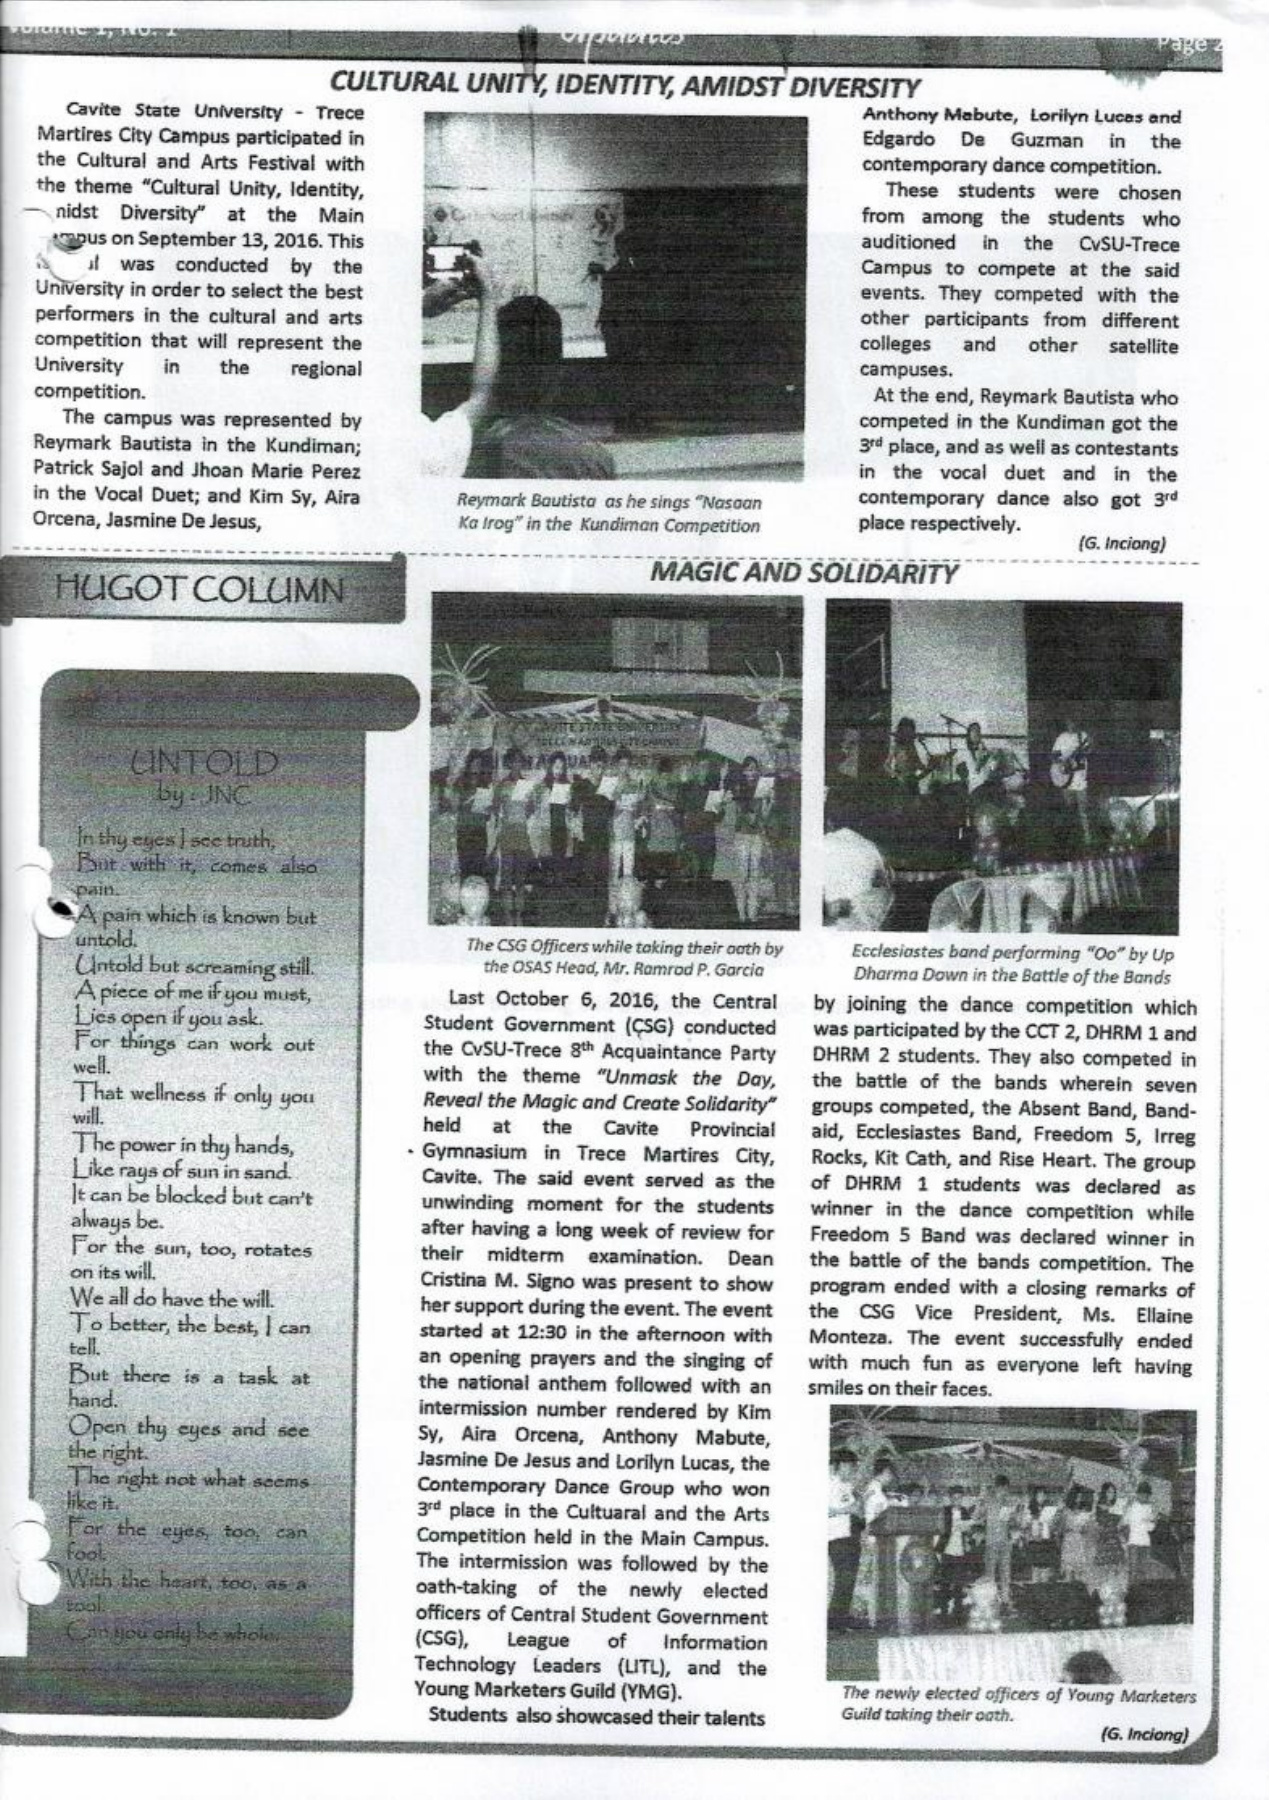 Volume 1, No. 1
Page 2
CULTURAL UNITY, IDENTITY, AMIDST DIVERSITY
Cavite State University - Trece
Martires City Campus participated in
the Cultural and Arts Festival with
the theme "Cultural Unity, Identity,
nidst Diversity" at the Main
pus on September 13, 2016. This
was conducted by the
University in order to select the best
performers in the cultural and arts
competition that will represent the
University in the regional
competition.
The campus was represented by
Reymark Bautista in the Kundiman;
Patrick Sajol and Jhoan Marie Perez
in the Vocal Duet; and Kim Sy, Aira
Orcena, Jasmine De Jesus,
Reymark Bautista as he sings "Nasaan
Ka Irog" in the Kundiman Competition
Anthony Mabute, Lorilyn Lucas and
Edgardo De Guzman in the
contemporary dance competition.
These students were chosen
from among the students who
auditioned in the CvSU-Trece
Campus to compete at the said
events. They competed with the
other participants from different
colleges and other satellite
campuses.
At the end, Reymark Bautista who
competed in the Kundiman got the
3rd place, and as well as contestants
in the vocal duet and in the
contemporary dance also got 3rd
place respectively.
(G. Inciong)
HUGOT COLUMN
UNTOLD
by: JNC
In thy eyes I see truth,
But with it, comes also
pain.
A pain which is known but
untold.
Untold but screaming still.
A piece of me if you must,
Lies open if you ask.
For things can work out
well.
That wellness if only you
will.
The power in thy hands,
Like rays of sun in sand.
It can be blocked but can't
always be.
For the sun, too, rotates
on its will.
We all do have the will.
To better, the best, I can
tell.
But there is a task at
hand.
Open thy eyes and see
the right.
The right not what seems
like it.
For the eyes, too, can
fool.
With the heart, too, as a
tool.
Can you only be whole.
MAGIC AND SOLIDARITY
The CSG Officers while taking their oath by
the OSAS Head, Mr. Ramrod P. Garcia
Last October 6, 2016, the Central
Student Government (CSG) conducted
the CvSU-Trece 8th Acquaintance Party
with the theme "Unmask the Day,
Reveal the Magic and Create Solidarity"
held at the Cavite Provincial
Gymnasium in Trece Martires City,
Cavite. The said event served as the
unwinding moment for the students
after having a long week of review for
their midterm examination. Dean
Cristina M. Signo was present to show
her support during the event. The event
started at 12:30 in the afternoon with
an opening prayers and the singing of
the national anthem followed with an
intermission number rendered by Kim
Sy, Aira Orcena, Anthony Mabute,
Jasmine De Jesus and Lorilyn Lucas, the
Contemporary Dance Group who won
3rd place in the Cultuaral and the Arts
Competition held in the Main Campus.
The intermission was followed by the
oath-taking of the newly elected
officers of Central Student Government
(CSG), League of Information
Technology Leaders (LITL), and the
Young Marketers Guild (YMG).
Students also showcased their talents
Ecclesiastes band performing "Oo" by Up
Dharma Down in the Battle of the Bands
by joining the dance competition which
was participated by the CCT 2, DHRM 1 and
DHRM 2 students. They also competed in
the battle of the bands wherein seven
groups competed, the Absent Band, Band-
aid, Ecclesiastes Band, Freedom 5, Irreg
Rocks, Kit Cath, and Rise Heart. The group
of DHRM 1 students was declared as
winner in the dance competition while
Freedom 5 Band was declared winner in
the battle of the bands competition. The
program ended with a closing remarks of
the CSG Vice President, Ms. Ellaine
Monteza. The event successfully ended
with much fun as everyone left having
smiles on their faces.
The newly elected officers of Young Marketers
Guild taking their oath.
(G. Inciong)